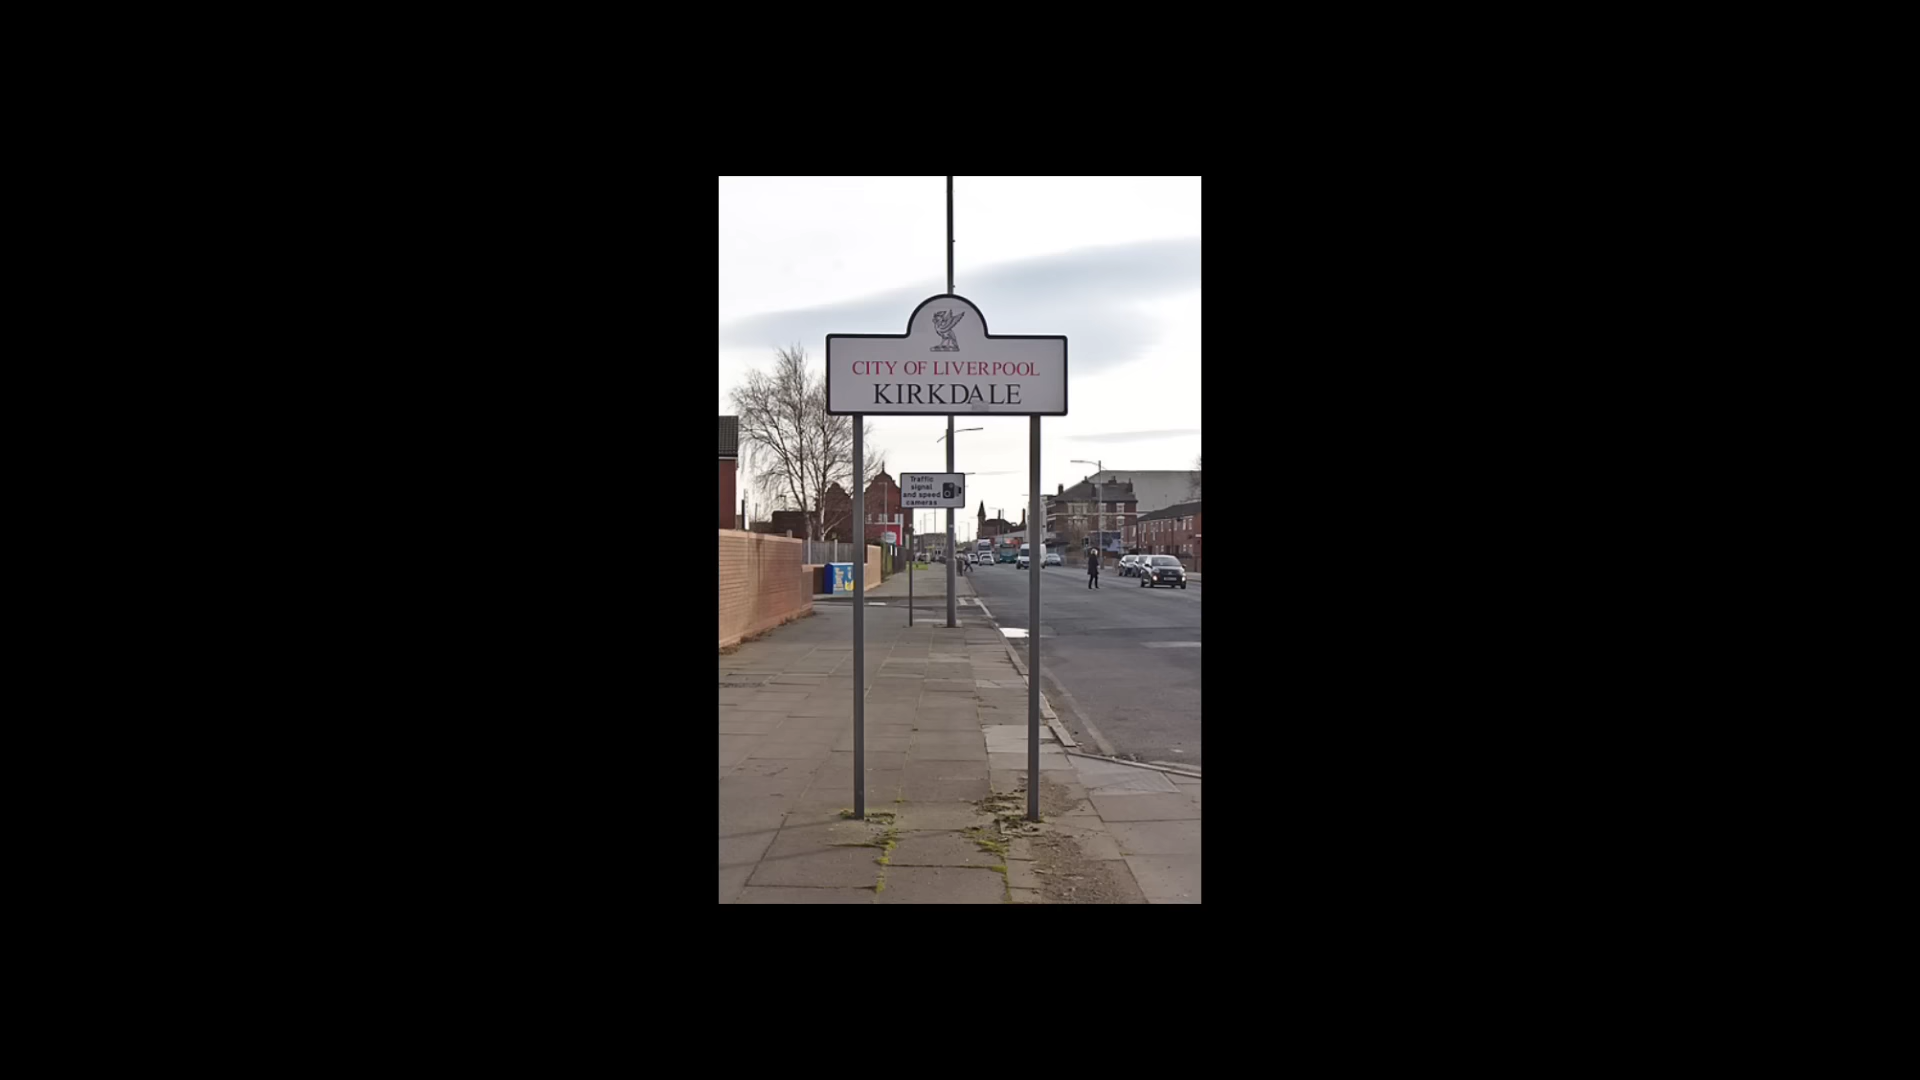 CITY OF LIVERPOOL
KIRKDALE
Traffic
signal
and speed
cameras